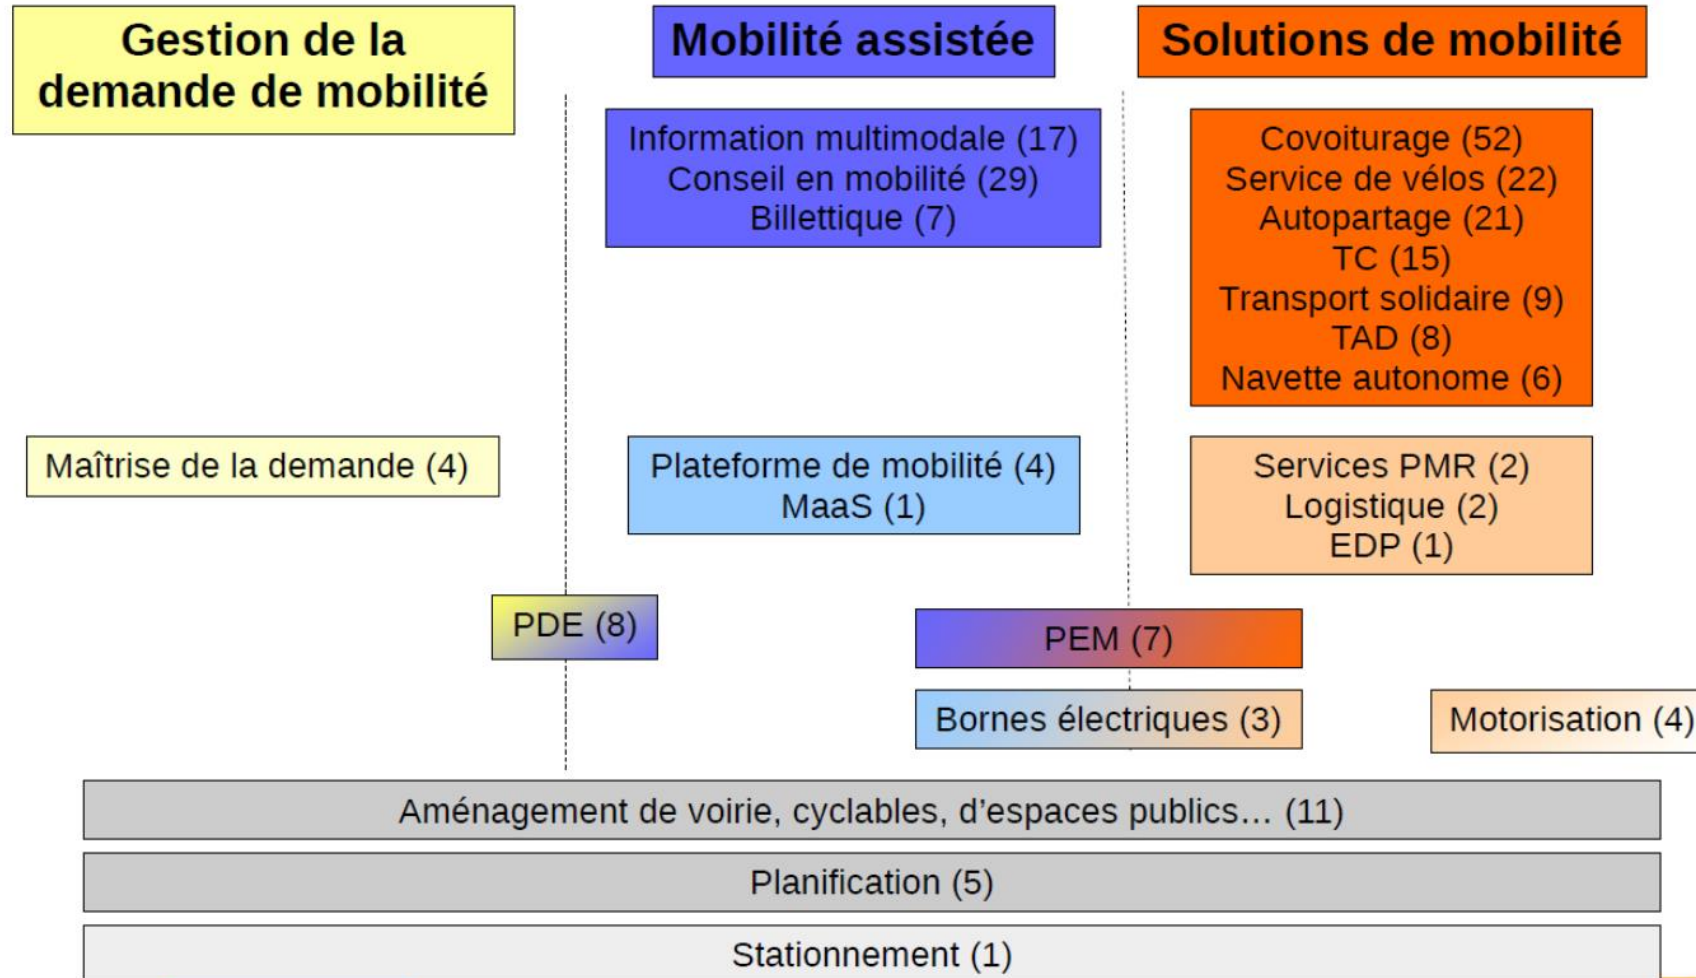 Gestion de la
demande de mobilité
Mobilité assistée
Solutions de mobilité
Information multimodale (17)
Conseil en mobilité (29)
Billettique (7)
Covoiturage (52)
Service de vélos (22)
Autopartage (21)
TC (15)
Transport solidaire (9)
TAD (8)
Navette autonome (6)
Maîtrise de la demande (4)
Plateforme de mobilité (4)
MaaS (1)
Services PMR (2)
Logistique (2)
EDP (1)
PDE (8)
PEM (7)
Bornes électriques (3)
Motorisation (4)
Aménagement de voirie, cyclables, d’espaces publics… (11)
Planification (5)
Stationnement (1)